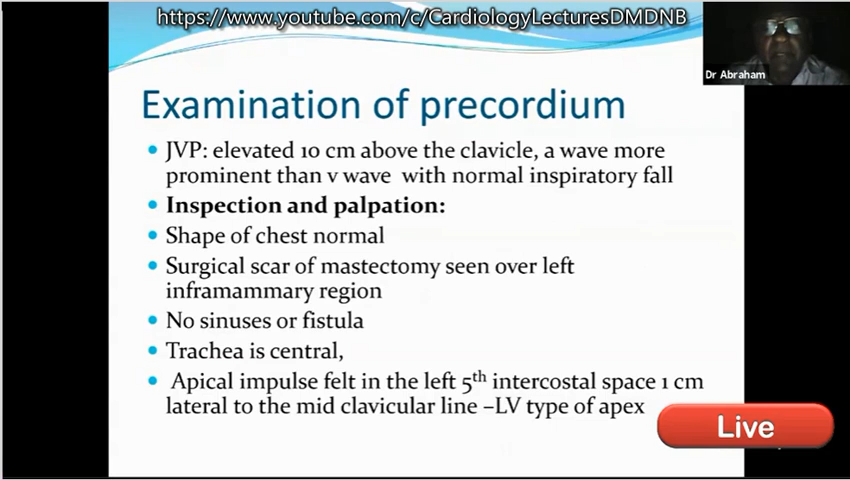 https://www.youtube.com/c/CardiologyLecturesDMDNB
Dr Abraham
Examination of precordium
• JVP: elevated 10 cm above the clavicle, a wave more
prominent than v wave with normal inspiratory fall
• Inspection and palpation:
• Shape of chest normal
• Surgical scar of mastectomy seen over left
inframammary region
• No sinuses or fistula
• Trachea is central,
• Apical impulse felt in the left 5th intercostal space 1 cm
lateral to the mid clavicular line –LV type of apex
Live